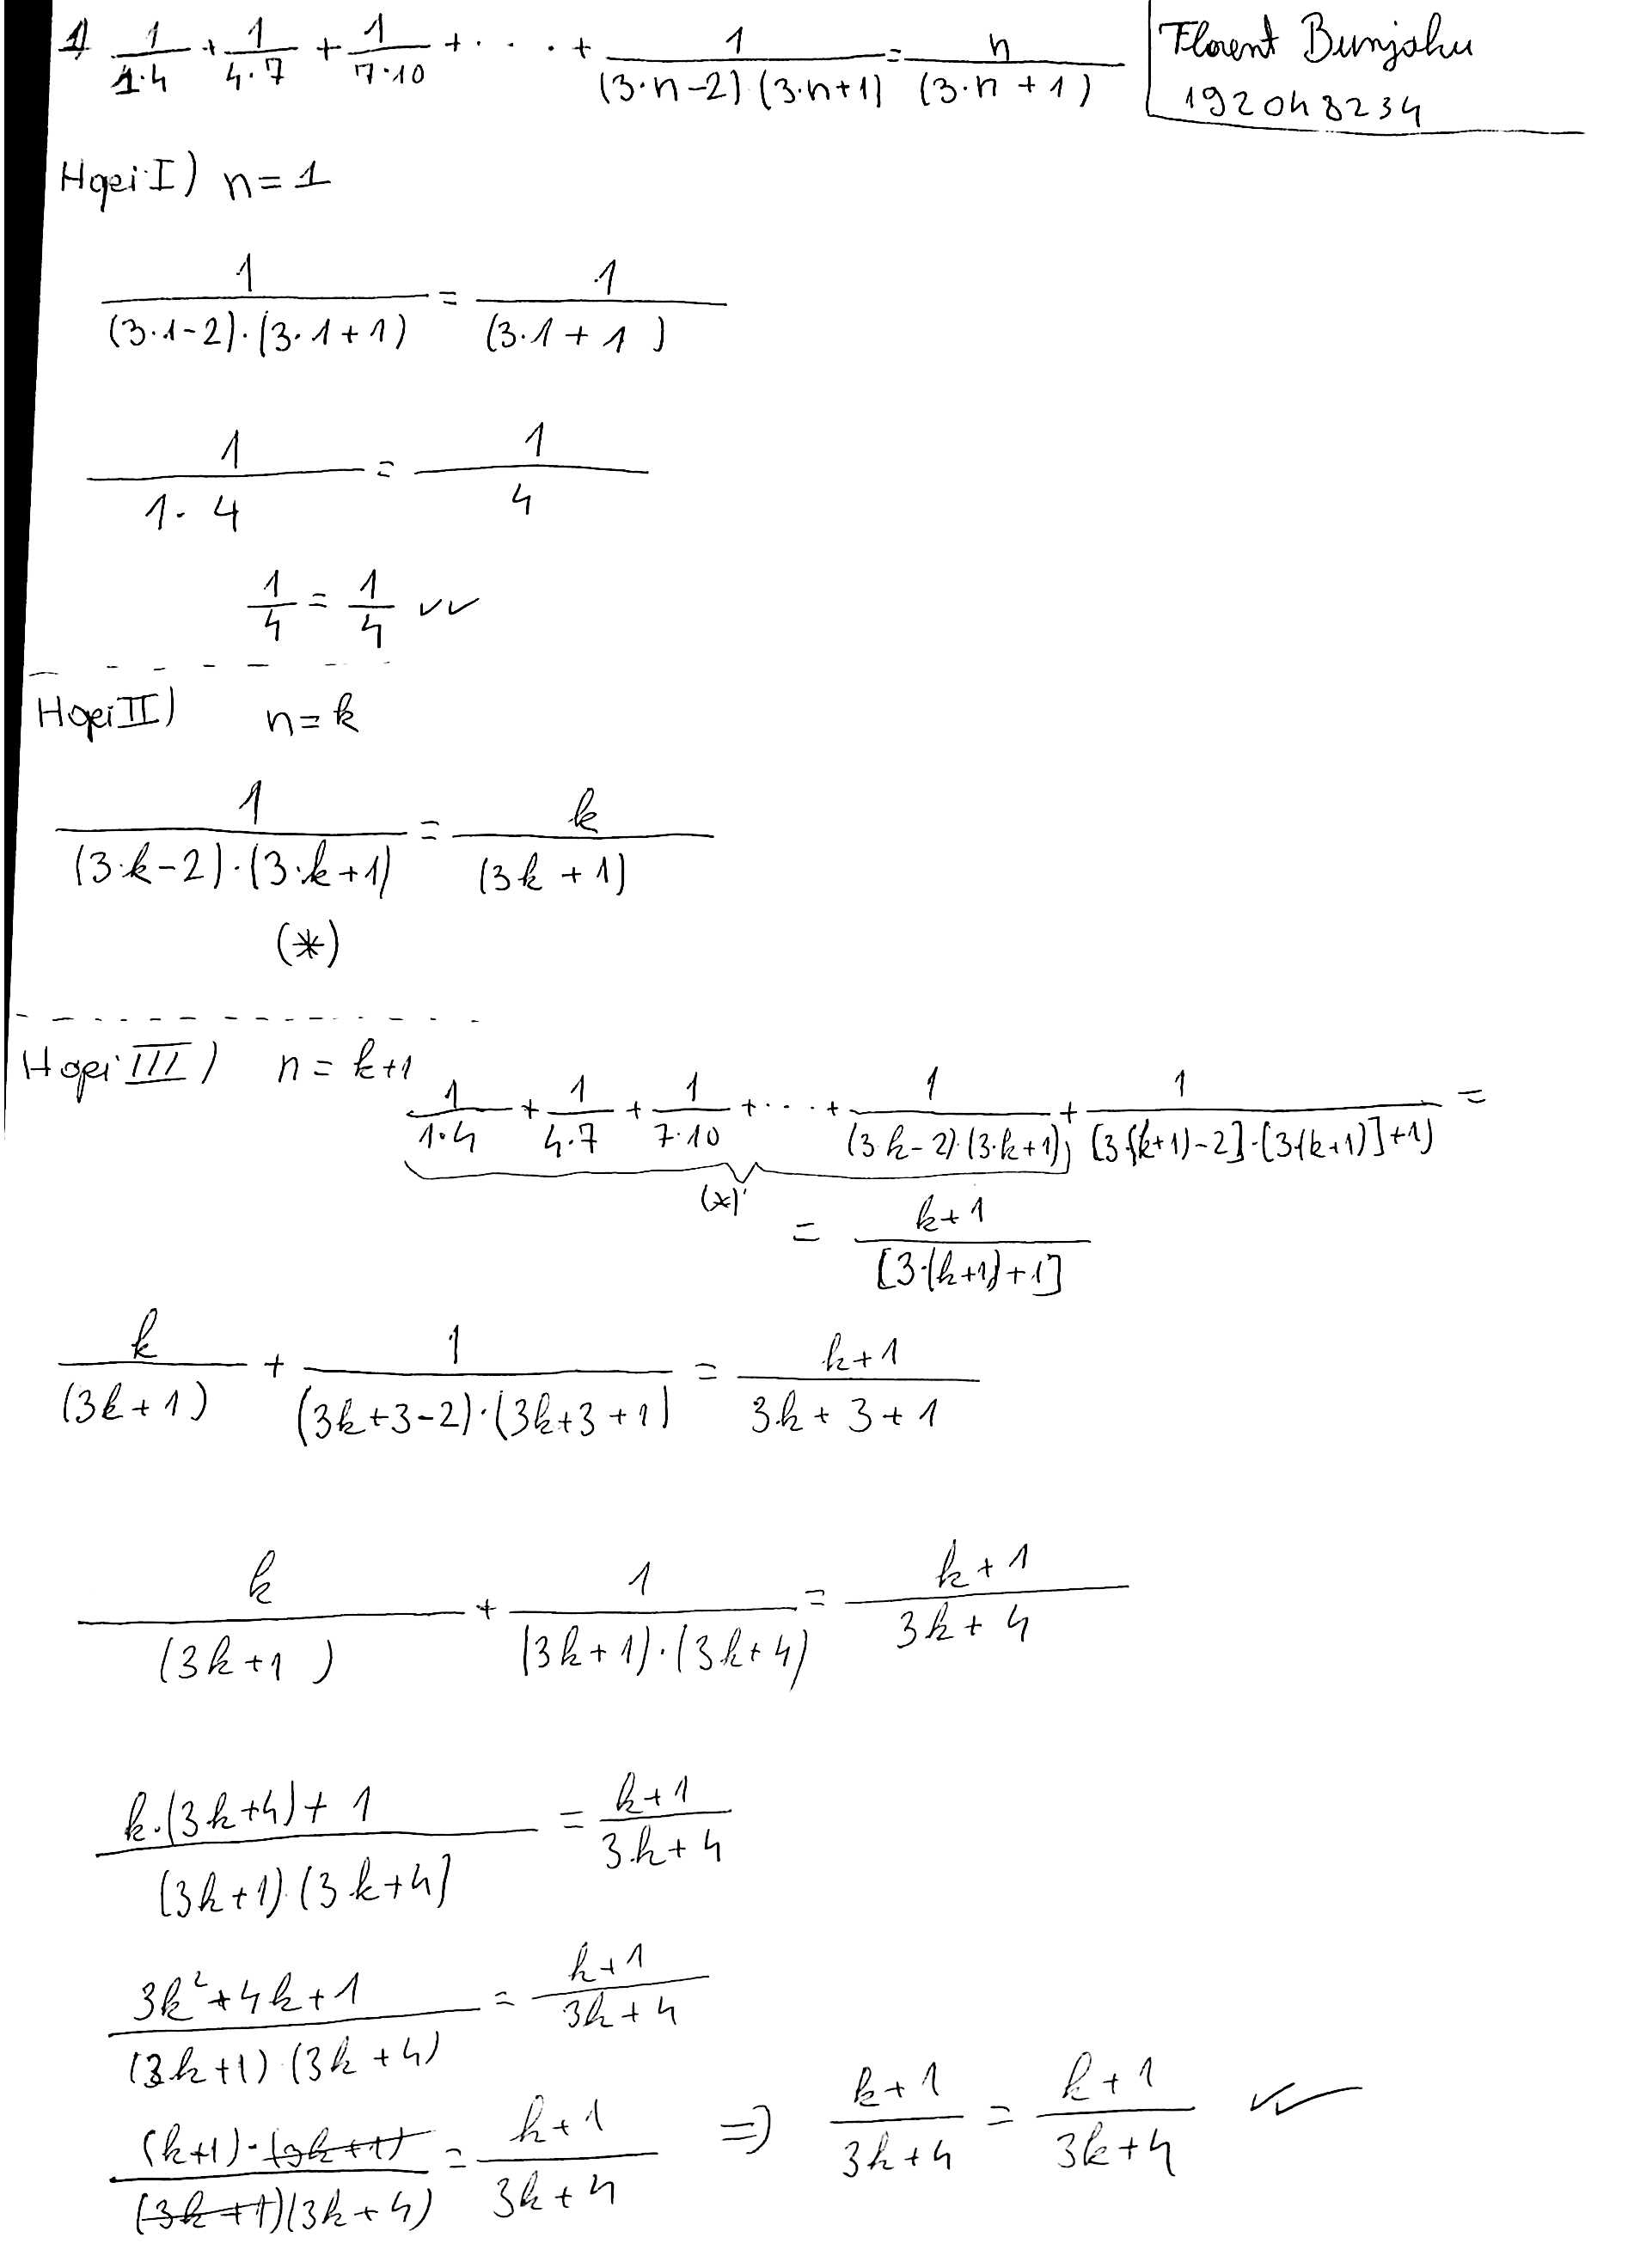 1) 1/(1·4) + 1/(4·7) + 1/(7·10) + · · · + 1/((3·n-2)(3·n+1)) = n/(3·n+1)
Florent Bunjaku
192048234
Hapi I) n=1
1/((3·1-2)·(3·1+1)) = 1/(3·1+1)
1/(1·4) = 1/4
1/4 = 1/4 ✓✓
Hapi II) n=k
1/((3·k-2)·(3·k+1)) = k/(3k+1)
(*)
Hapi III) n=k+1
1/(1·4) + 1/(4·7) + 1/(7·10) + · · · + 1/((3·k-2)·(3·k+1)) + 1/([3·(k+1)-2]·[3(k+1)]+1) =
(*)
= k+1/[3·(k+1)+1]
k/(3k+1) + 1/((3k+3-2)·(3k+3+1)) = k+1/3k+3+1
k/(3k+1) + 1/((3k+1)·(3k+4)) = k+1/3k+4
k·(3k+4)+1/(3k+1)·(3k+4) = k+1/3k+4
3k²+4k+1/(3k+1)·(3k+4) = k+1/3k+4
(k+1)·(3k+1)/(3k+1)(3k+4) = k+1/3k+4 => k+1/3k+4 = k+1/3k+4 ✓✓